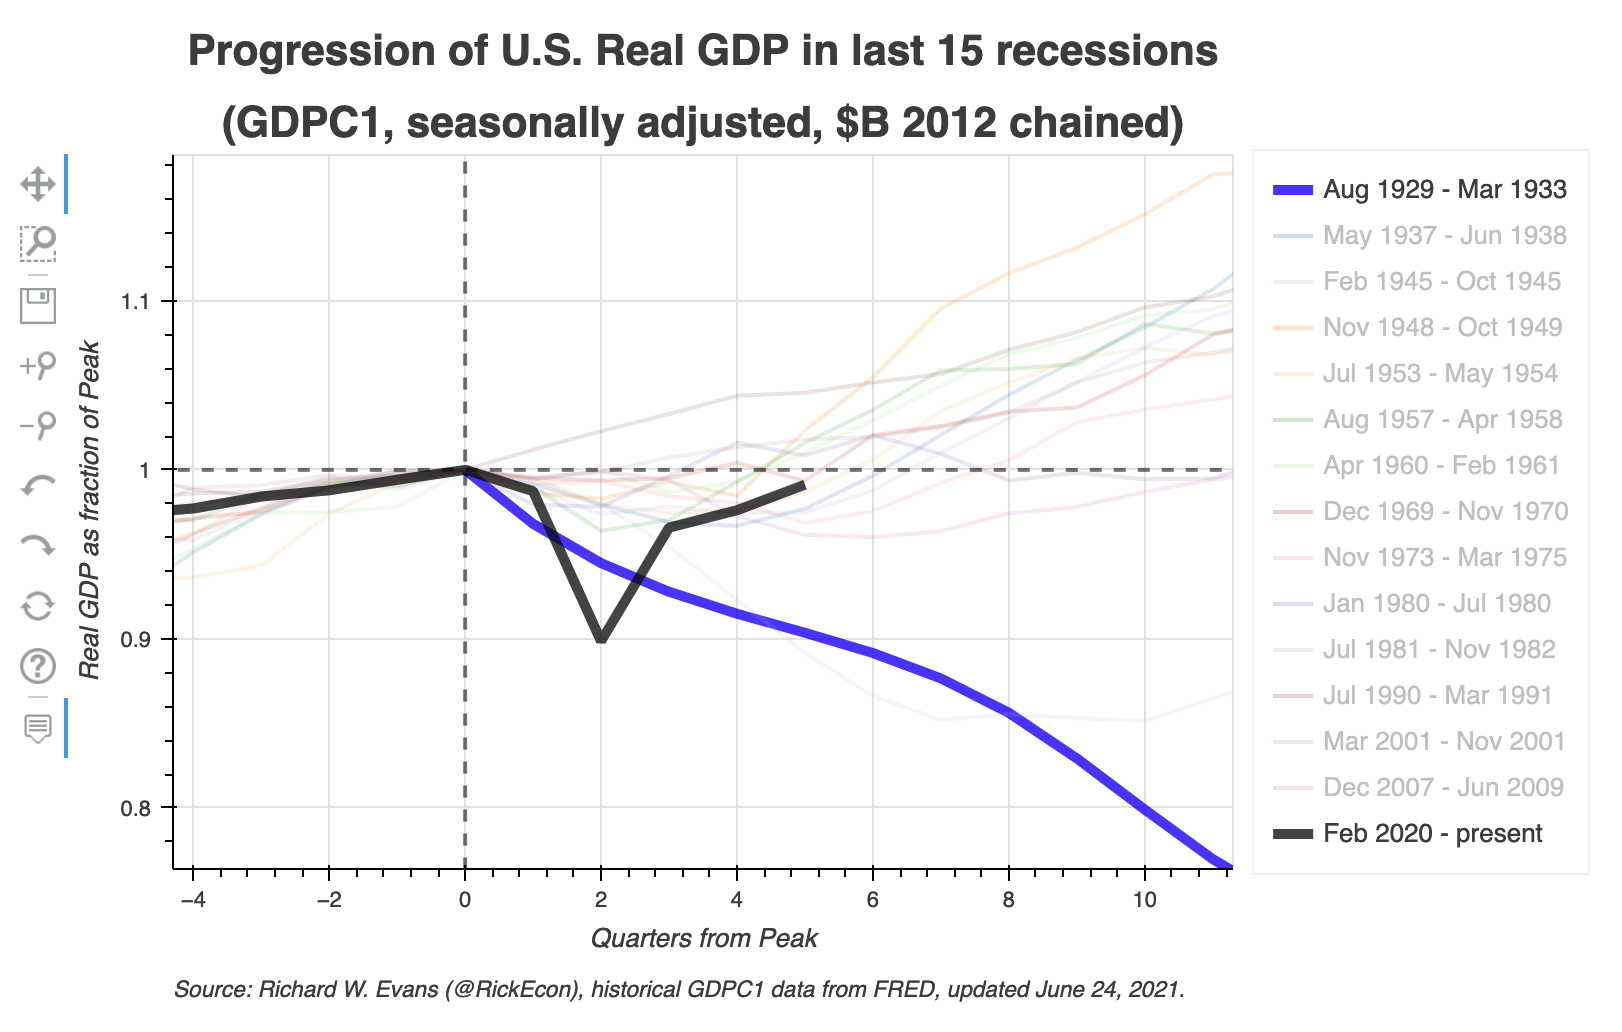 Progression of U.S. Real GDP in last 15 recessions
(GDPC1, seasonally adjusted, $B 2012 chained)
Real GDP as fraction of Peak
1.1
1
0.9
0.8
−4
−2
0
2
4
6
8
10
Quarters from Peak
Aug 1929 - Mar 1933
May 1937 - Jun 1938
Feb 1945 - Oct 1945
Nov 1948 - Oct 1949
Jul 1953 - May 1954
Aug 1957 - Apr 1958
Apr 1960 - Feb 1961
Dec 1969 - Nov 1970
Nov 1973 - Mar 1975
Jan 1980 - Jul 1980
Jul 1981 - Nov 1982
Jul 1990 - Mar 1991
Mar 2001 - Nov 2001
Dec 2007 - Jun 2009
Feb 2020 - present
Source: Richard W. Evans (@RickEcon), historical GDPC1 data from FRED, updated June 24, 2021.